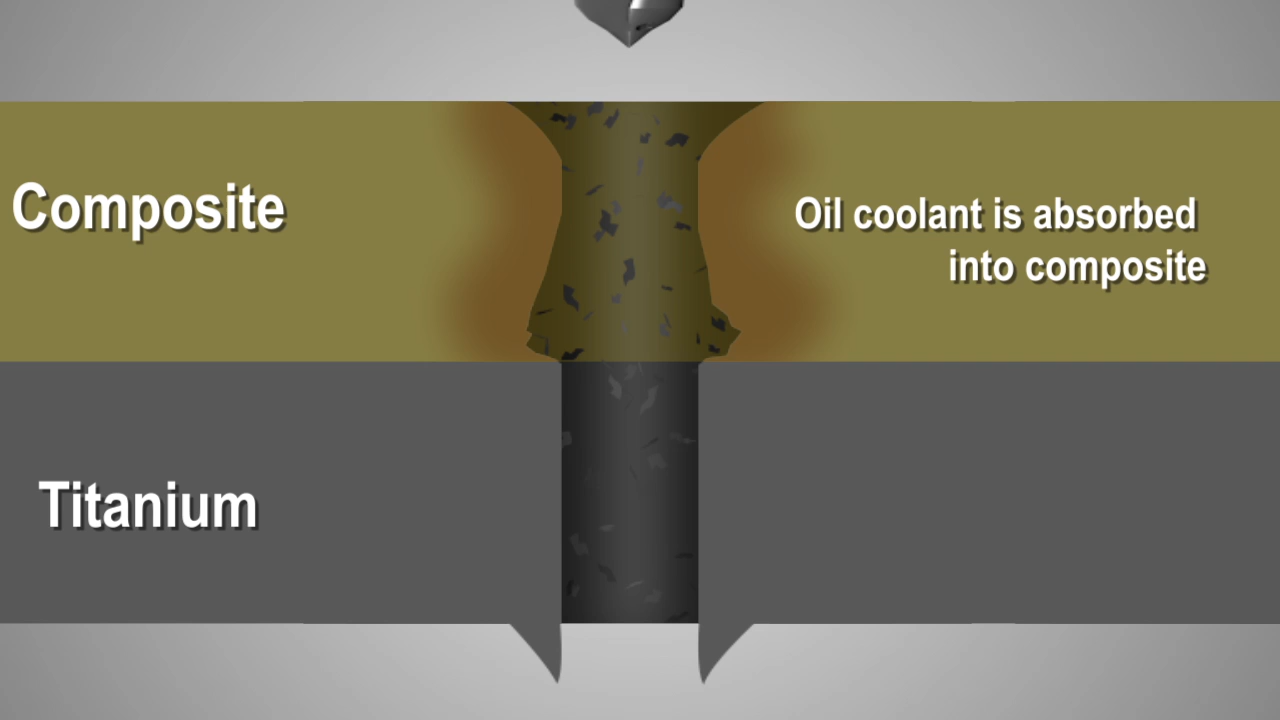 Composite
Oil coolant is absorbed
into composite
Titanium